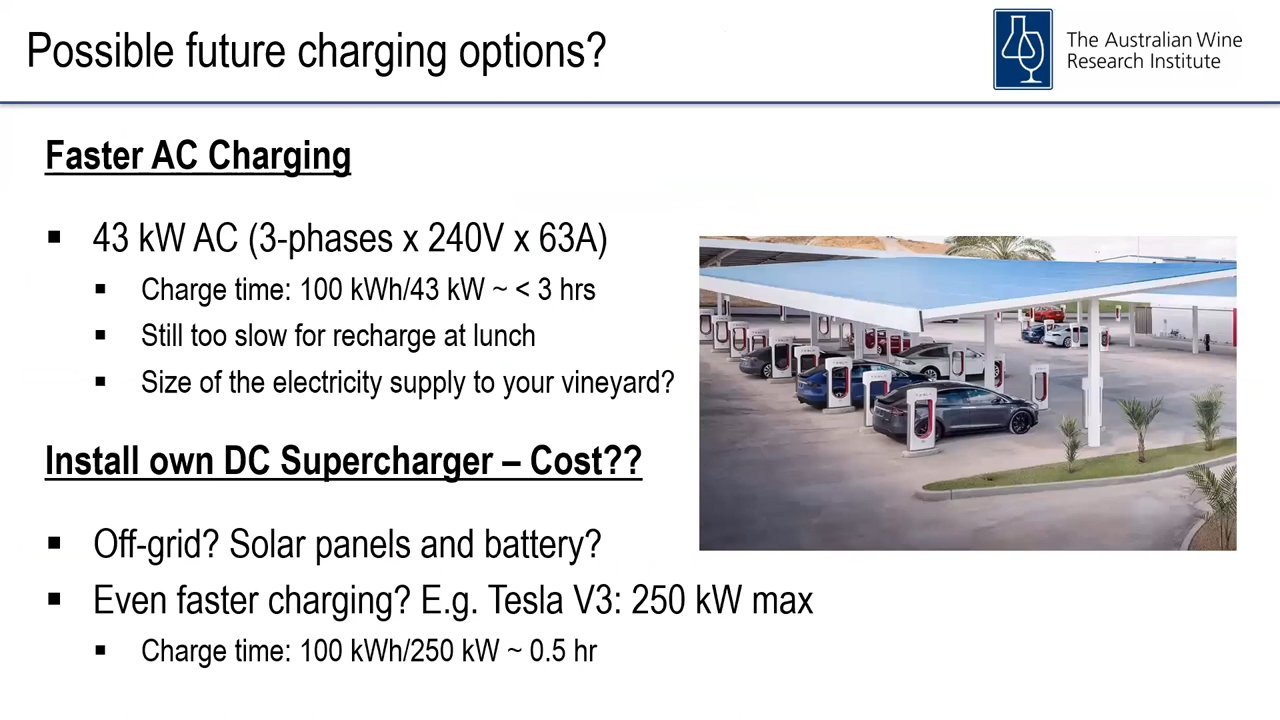 Possible future charging options?
The Australian Wine
Research Institute
Faster AC Charging
▪ 43 kW AC (3-phases x 240V x 63A)
▪ Charge time: 100 kWh/43 kW ~ < 3 hrs
▪ Still too slow for recharge at lunch
▪ Size of the electricity supply to your vineyard?
Install own DC Supercharger – Cost??
▪ Off-grid? Solar panels and battery?
▪ Even faster charging? E.g. Tesla V3: 250 kW max
▪ Charge time: 100 kWh/250 kW ~ 0.5 hr